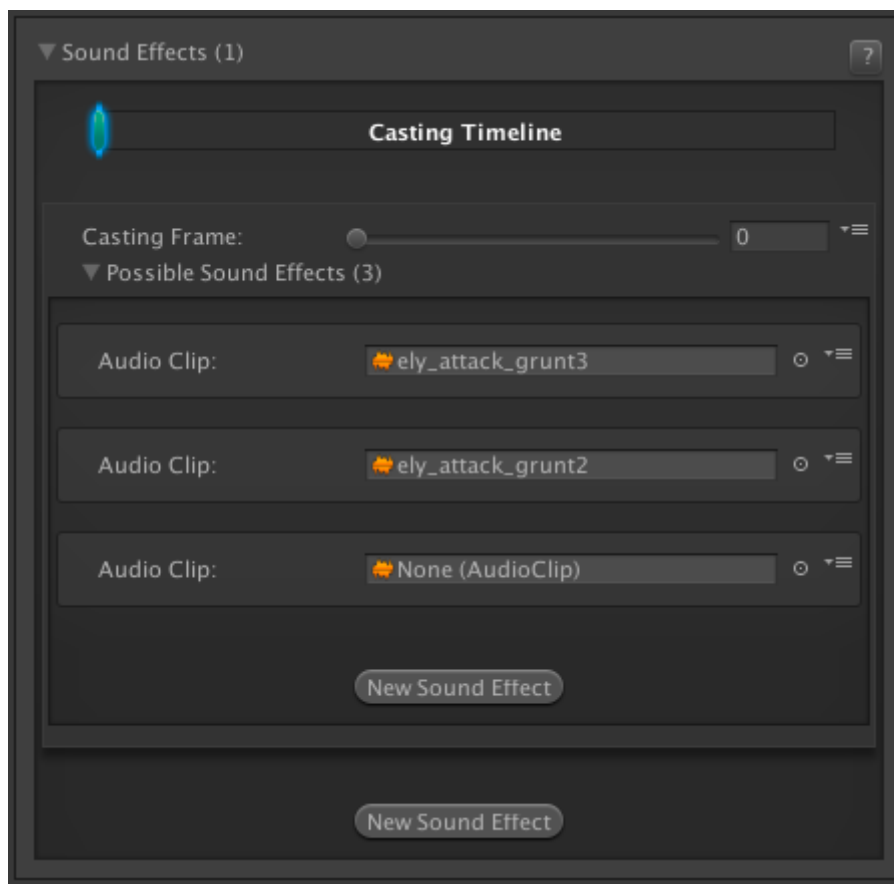 Sound Effects (1)
?
Casting Timeline
Casting Frame: 0
Possible Sound Effects (3)
Audio Clip: ely_attack_grunt3
Audio Clip: ely_attack_grunt2
Audio Clip: None (AudioClip)
New Sound Effect
New Sound Effect